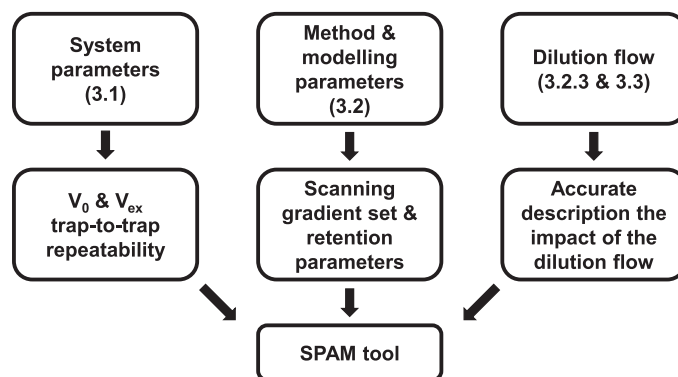 System
parameters
(3.1)
Method &
modelling
parameters
(3.2)
Dilution flow
(3.2.3 & 3.3)
V₀ & Vₑₓ
trap-to-trap
repeatability
Scanning
gradient set &
retention
parameters
Accurate
description the
impact of the
dilution flow
SPAM tool